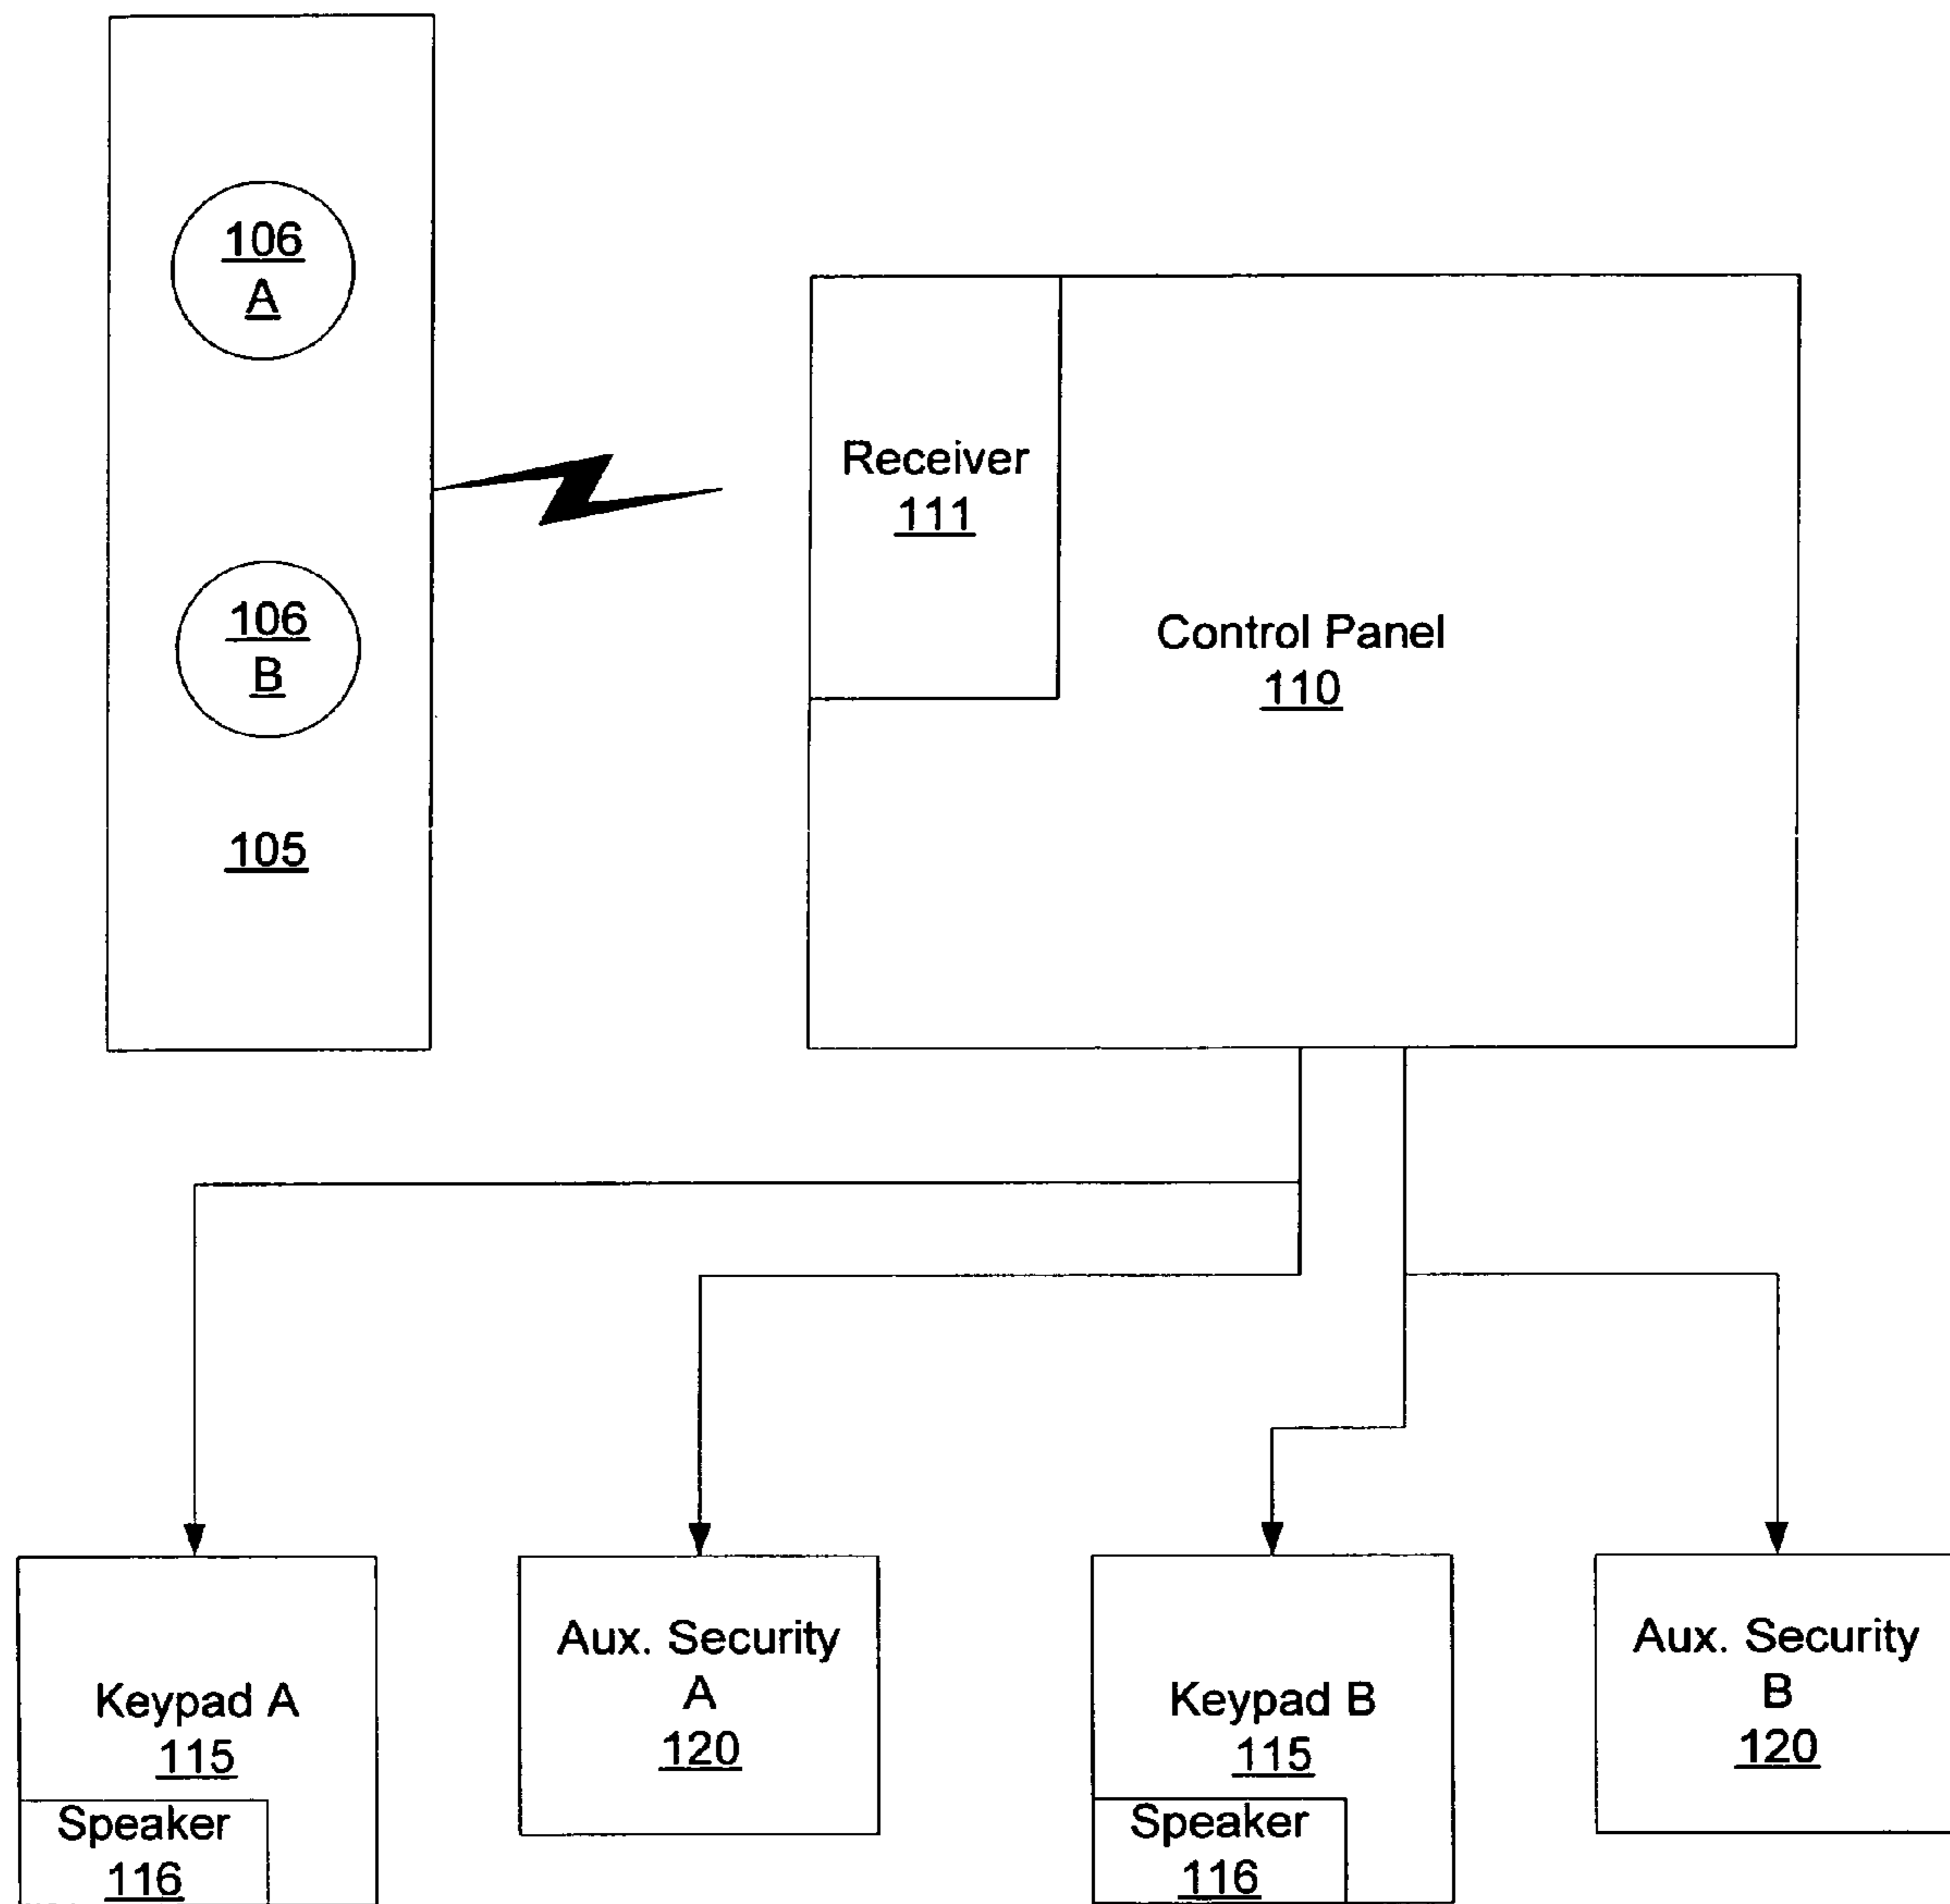 106
A
106
B
105
Receiver
111
Control Panel
110
Keypad A
115
Speaker
116
Aux. Security
A
120
Keypad B
115
Speaker
116
Aux. Security
B
120